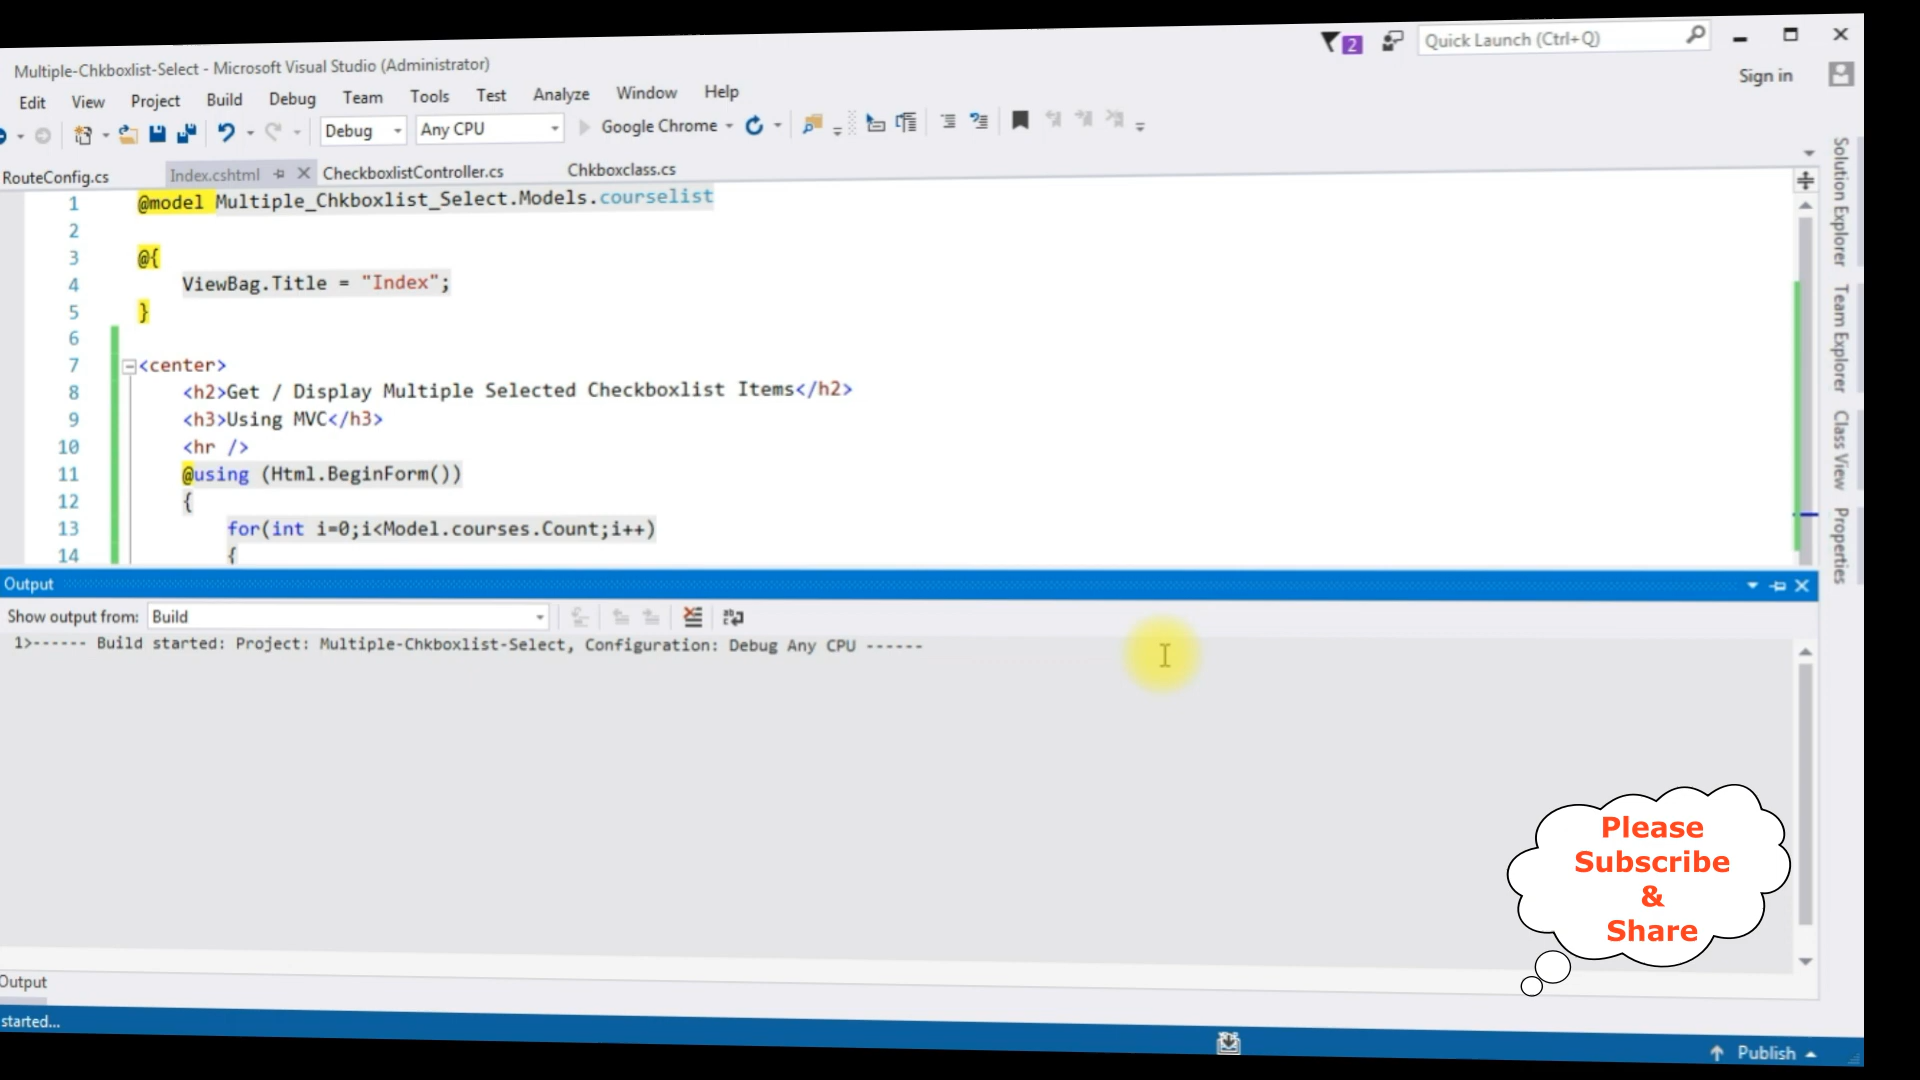 2
Quick Launch (Ctrl+Q)
Multiple-Chkboxlist-Select - Microsoft Visual Studio (Administrator)
Sign in
Edit View Project Build Debug Team Tools Test Analyze Window Help
Debug Any CPU Google Chrome
RouteConfig.cs Index.cshtml CheckboxlistController.cs Chkboxclass.cs
1 @model Multiple_Chkboxlist_Select.Models.courselist
2
3 @{
4 ViewBag.Title = "Index";
5 }
6
7 <center>
8 <h2>Get / Display Multiple Selected Checkboxlist Items</h2>
9 <h3>Using MVC</h3>
10 <hr />
11 @using (Html.BeginForm())
12 {
13 for(int i=0;i<Model.courses.Count;i++)
14 {
Solution Explorer
Team Explorer
Class View
Properties
Output
Show output from: Build
1>------ Build started: Project: Multiple-Chkboxlist-Select, Configuration: Debug Any CPU ------
Please
Subscribe
&
Share
Output
started...
Publish